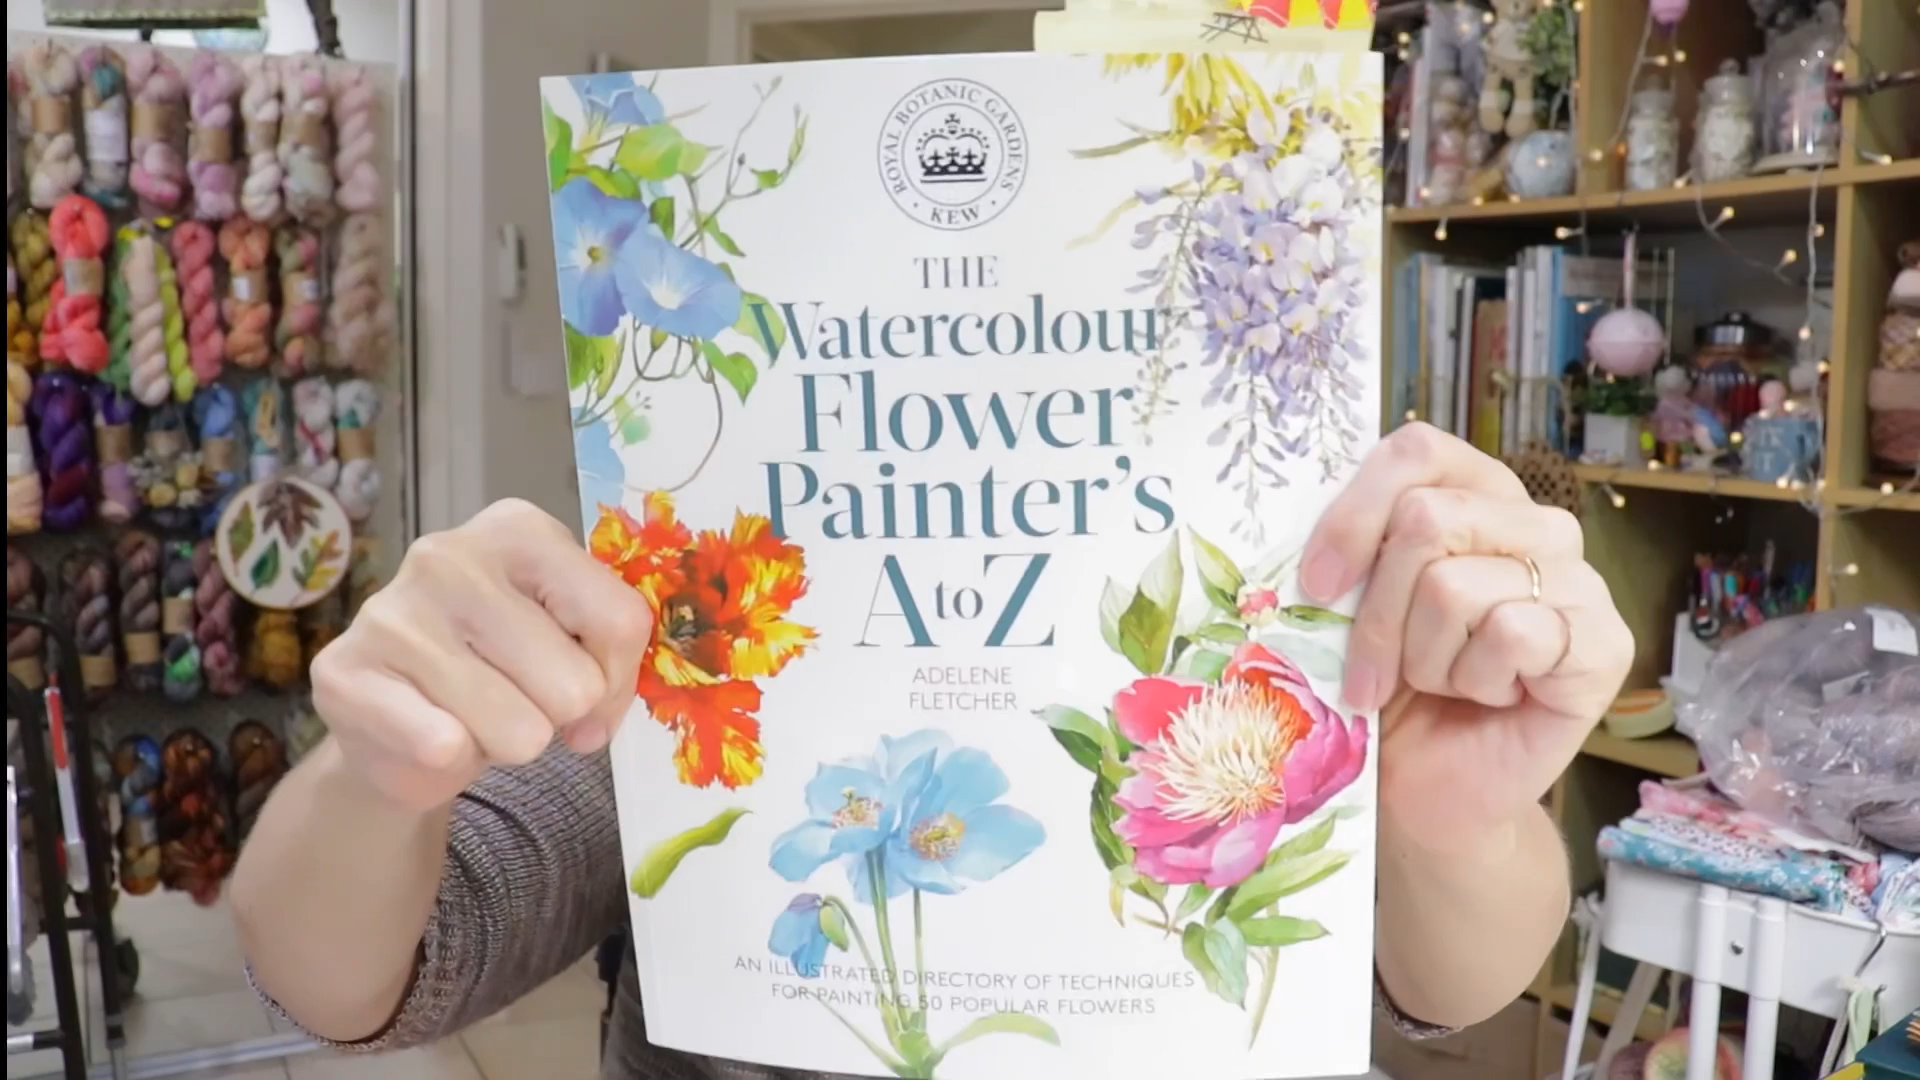 ROYAL BOTANIC GARDENS
KEW
THE
Watercolour
Flower
Painter's
A to Z
ADELENE
FLETCHER
AN ILLUSTRATED DIRECTORY OF TECHNIQUES
FOR PAINTING 50 POPULAR FLOWERS